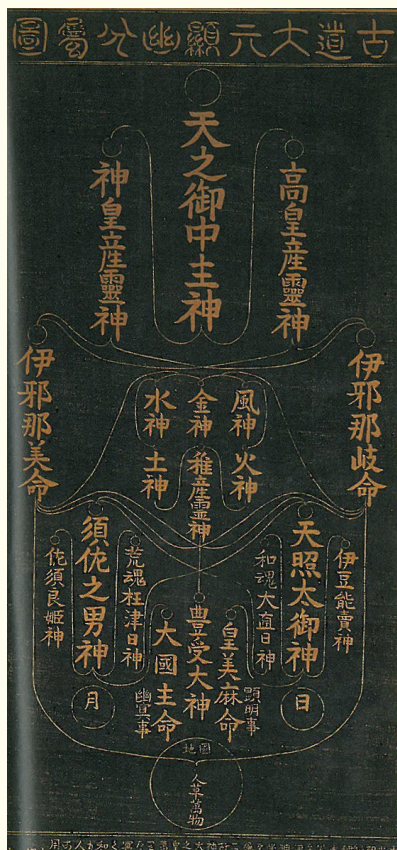 古道大元顯幽分屬圖
天之御中主神
高皇産靈神
神皇産靈神
伊邪那岐命
伊邪那美命
風神
火神
金神
稚産靈神
水神
土神
伊豆能賣神
天照太御神
和魂大直日神
荒魂枉津日神
須佐之男神
佐須良姫神
日
顯明事
皇美麻命
豊受大神
大國主命
幽冥事
月
地
人草萬物